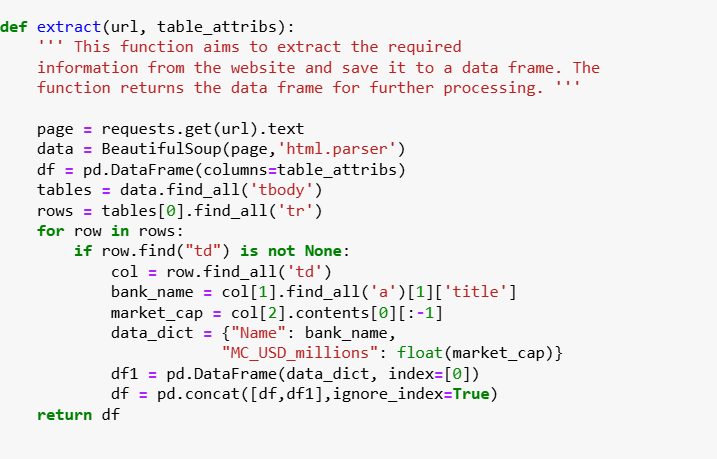 def extract(url, table_attribs):
    ''' This function aims to extract the required
    information from the website and save it to a data frame. The
    function returns the data frame for further processing. '''

    page = requests.get(url).text
    data = BeautifulSoup(page,'html.parser')
    df = pd.DataFrame(columns=table_attribs)
    tables = data.find_all('tbody')
    rows = tables[0].find_all('tr')
    for row in rows:
        if row.find("td") is not None:
            col = row.find_all('td')
            bank_name = col[1].find_all('a')[1]['title']
            market_cap = col[2].contents[0][:-1]
            data_dict = {"Name": bank_name,
                        "MC_USD_millions": float(market_cap)}
            df1 = pd.DataFrame(data_dict, index=[0])
            df = pd.concat([df,df1],ignore_index=True)
    return df